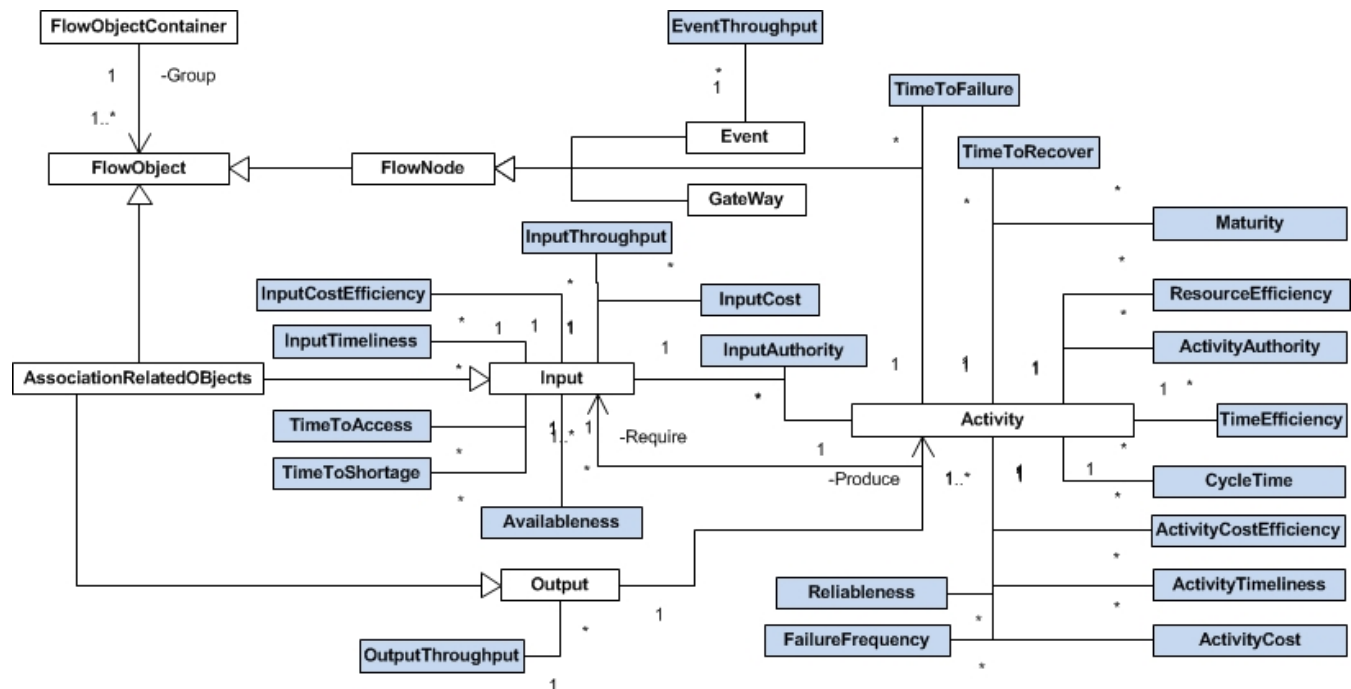 FlowObjectContainer
EventThroughput
1
-Group
*
1
TimeToFailure
1..*
Event
*
TimeToRecover
FlowObject
FlowNode
GateWay
*
*
Maturity
InputThroughput
*
*
InputCostEfficiency
*
InputCost
ResourceEfficiency
*
InputTimeliness
*
1
1
1
1
InputAuthority
ActivityAuthority
AssociationRelatedOBjects
*
Input
*
1
1
1
1
*
TimeEfficiency
Activity
TimeToAccess
1
1..*
1
-Require
1
*
TimeToShortage
*
*
*
-Produce
1..*
1
1
CycleTime
Availableness
*
ActivityCostEfficiency
Output
*
ActivityTimeliness
Reliableness
*
1
*
*
FailureFrequency
ActivityCost
OutputThroughput
1
*